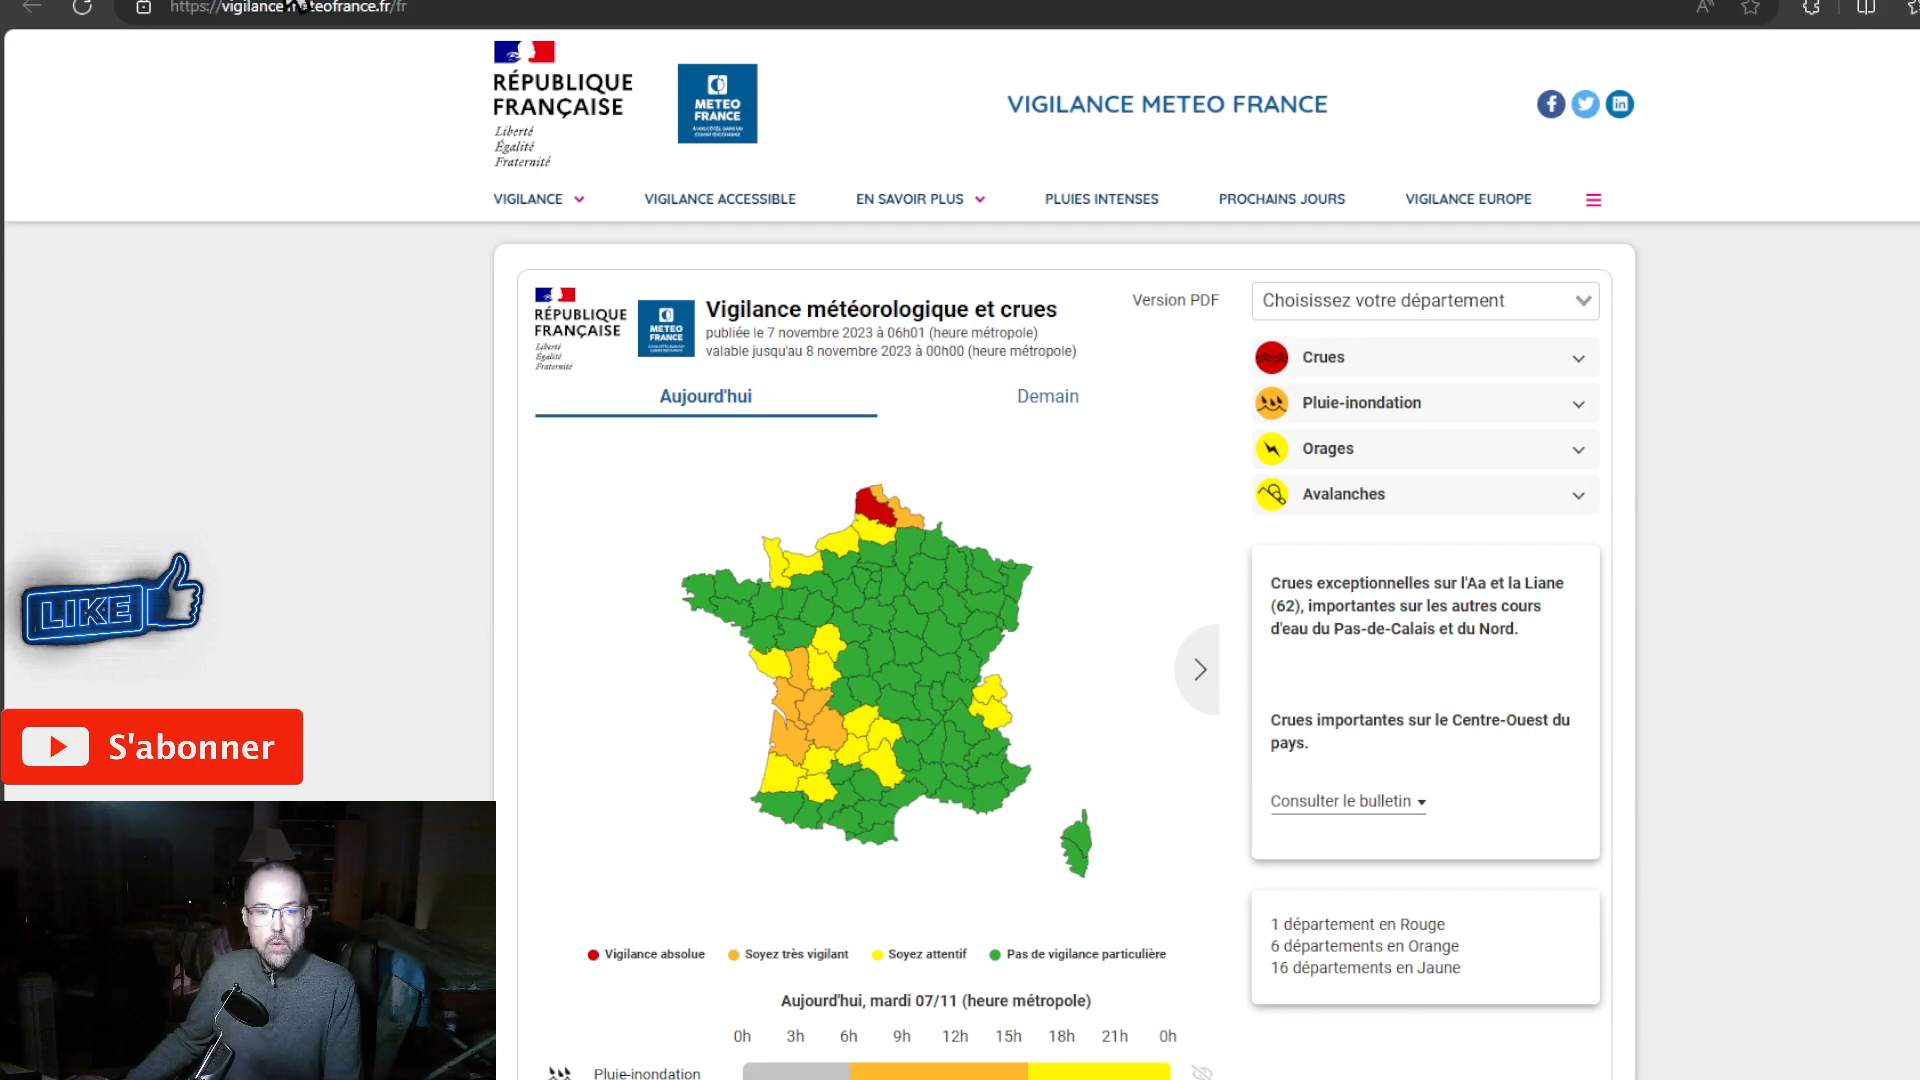 https://vigilance.meteofrance.fr/fr
RÉPUBLIQUE
FRANÇAISE
Liberté
Égalité
Fraternité
METEO
FRANCE
VIGILANCE METEO FRANCE
VIGILANCE
VIGILANCE ACCESSIBLE
EN SAVOIR PLUS
PLUIES INTENSES
PROCHAINS JOURS
VIGILANCE EUROPE
RÉPUBLIQUE
FRANÇAISE
Liberté
Égalité
Fraternité
METEO
FRANCE
Vigilance météorologique et crues
publiée le 7 novembre 2023 à 06h01 (heure métropole)
valable jusqu'au 8 novembre 2023 à 00h00 (heure métropole)
Version PDF
Choisissez votre département
Crues
Pluie-inondation
Orages
Avalanches
Aujourd'hui
Demain
Crues exceptionnelles sur l'Aa et la Liane
(62), importantes sur les autres cours
d'eau du Pas-de-Calais et du Nord.
Crues importantes sur le Centre-Ouest du
pays.
Consulter le bulletin
LIKE
S'abonner
1 département en Rouge
6 départements en Orange
16 départements en Jaune
Vigilance absolue
Soyez très vigilant
Soyez attentif
Pas de vigilance particulière
Aujourd'hui, mardi 07/11 (heure métropole)
0h 3h 6h 9h 12h 15h 18h 21h 0h
Pluie-inondation